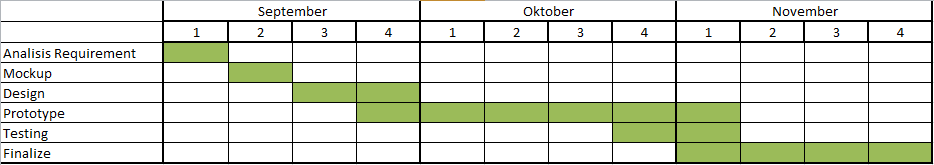 September Oktober November
1 2 3 4 1 2 3 4 1 2 3 4
Analisis Requirement
Mockup
Design
Prototype
Testing
Finalize